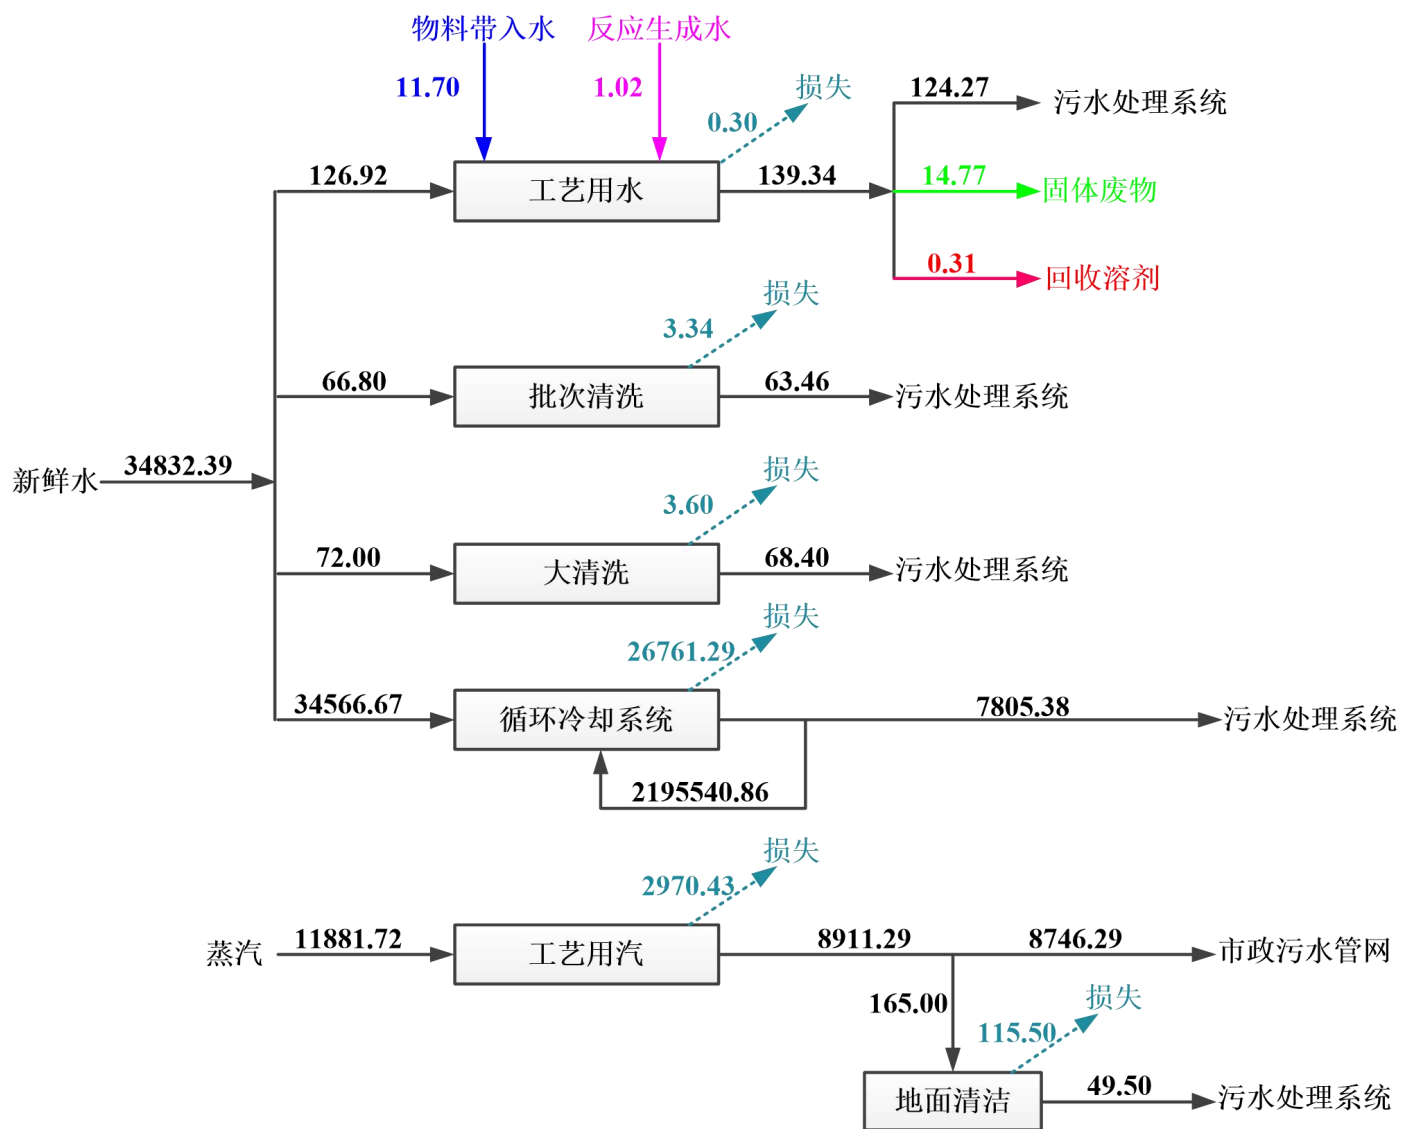 物料带入水
反应生成水
11.70
1.02
损失
0.30
124.27
污水处理系统
126.92
工艺用水
139.34
14.77
固体废物
0.31
回收溶剂
损失
3.34
66.80
批次清洗
63.46
污水处理系统
新鲜水
34832.39
损失
3.60
72.00
大清洗
68.40
污水处理系统
损失
26761.29
34566.67
循环冷却系统
7805.38
污水处理系统
2195540.86
损失
2970.43
蒸汽
11881.72
工艺用汽
8911.29
8746.29
市政污水管网
165.00
损失
115.50
地面清洁
49.50
污水处理系统